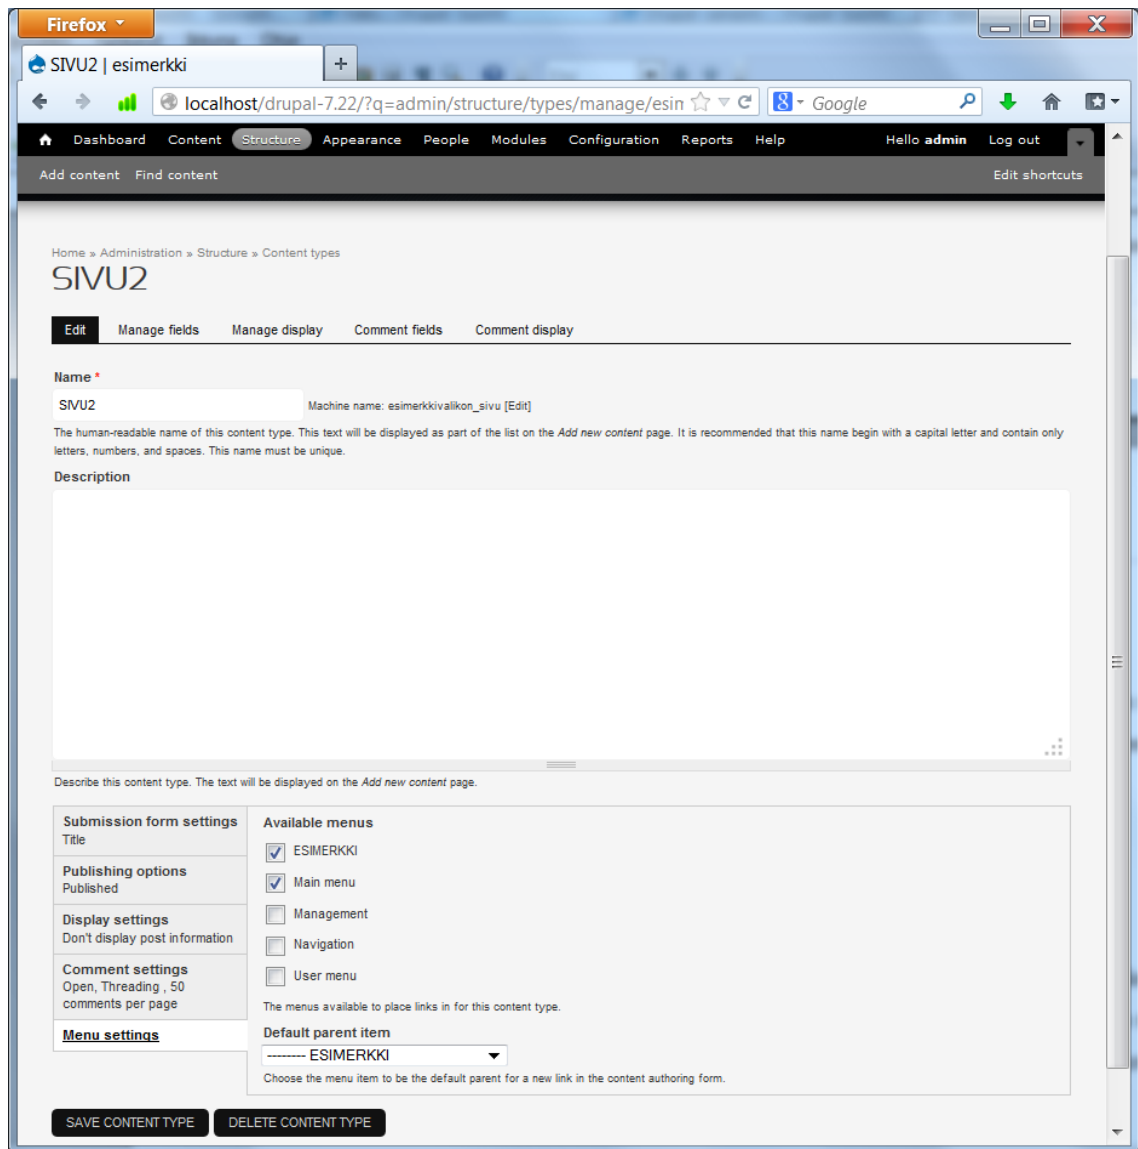 Firefox
SIVU2 | esimerkki
localhost/drupal-7.22/?q=admin/structure/types/manage/esin
Google
Dashboard Content Structure Appearance People Modules Configuration Reports Help Hello admin Log out
Add content Find content Edit shortcuts
Home » Administration » Structure » Content types
SIVU2
Edit Manage fields Manage display Comment fields Comment display
Name *
SIVU2 Machine name: esimerkkivalikon_sivu [Edit]
The human-readable name of this content type. This text will be displayed as part of the list on the Add new content page. It is recommended that this name begin with a capital letter and contain only
letters, numbers, and spaces. This name must be unique.
Description
Describe this content type. The text will be displayed on the Add new content page.
Submission form settings
Title
Publishing options
Published
Display settings
Don't display post information
Comment settings
Open, Threading , 50
comments per page
Menu settings
Available menus
ESIMERKKI
Main menu
Management
Navigation
User menu
The menus available to place links in for this content type.
Default parent item
-------- ESIMERKKI
Choose the menu item to be the default parent for a new link in the content authoring form.
SAVE CONTENT TYPE DELETE CONTENT TYPE